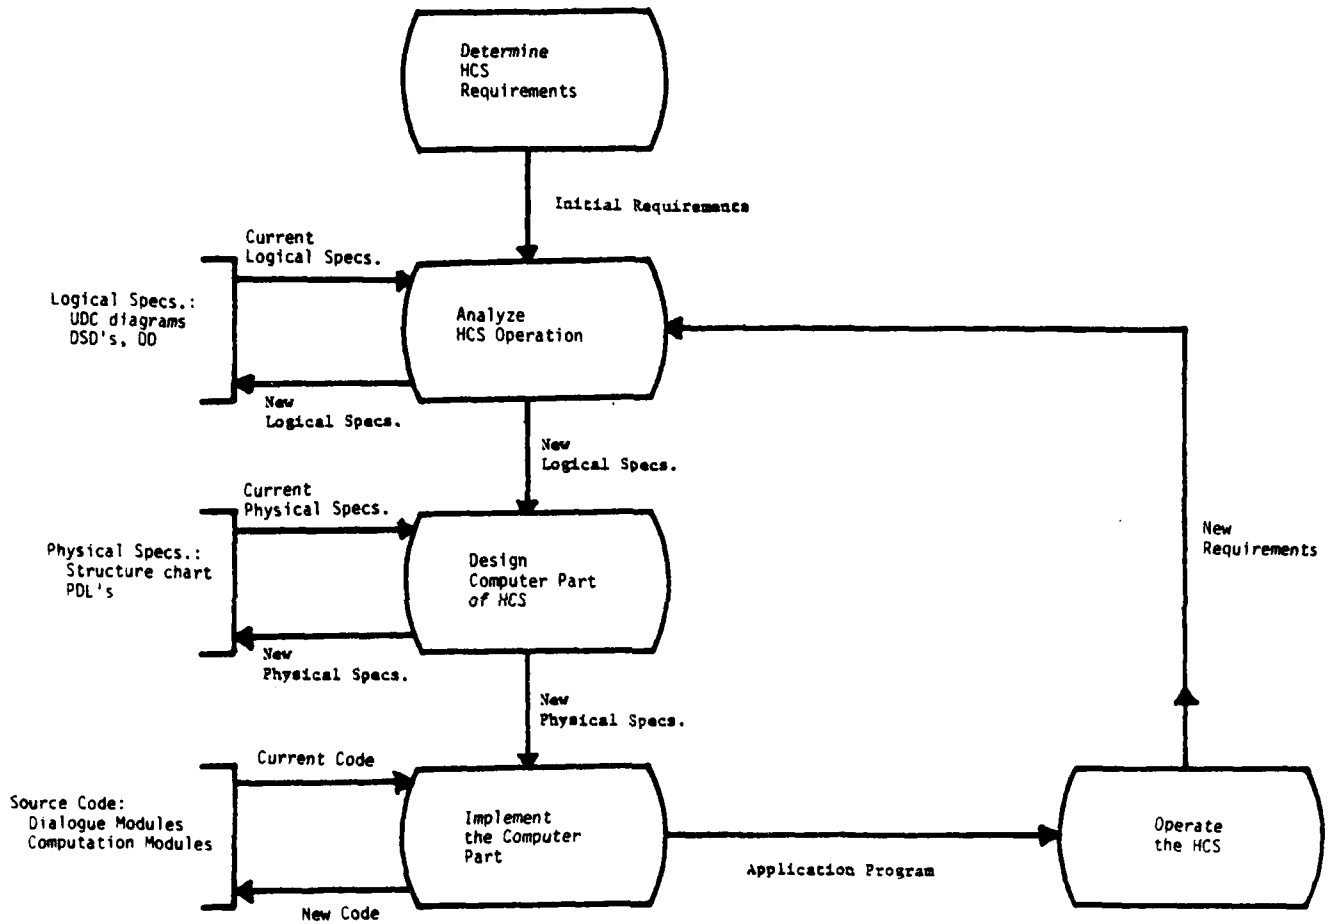 Determine
HCS
Requirements
Initial Requirements
Current
Logical Specs.
Logical Specs.:
UDC diagrams
DSD's, OD
Analyze
HCS Operation
New
Logical Specs.
New
Logical Specs.
Current
Physical Specs.
Physical Specs.:
Structure chart
PDL's
Design
Computer Part
of HCS
New
Requirements
New
Physical Specs.
New
Physical Specs.
Current Code
Source Code:
Dialogue Modules
Computation Modules
Implement
the Computer
Part
Operate
the HCS
Application Program
New Code